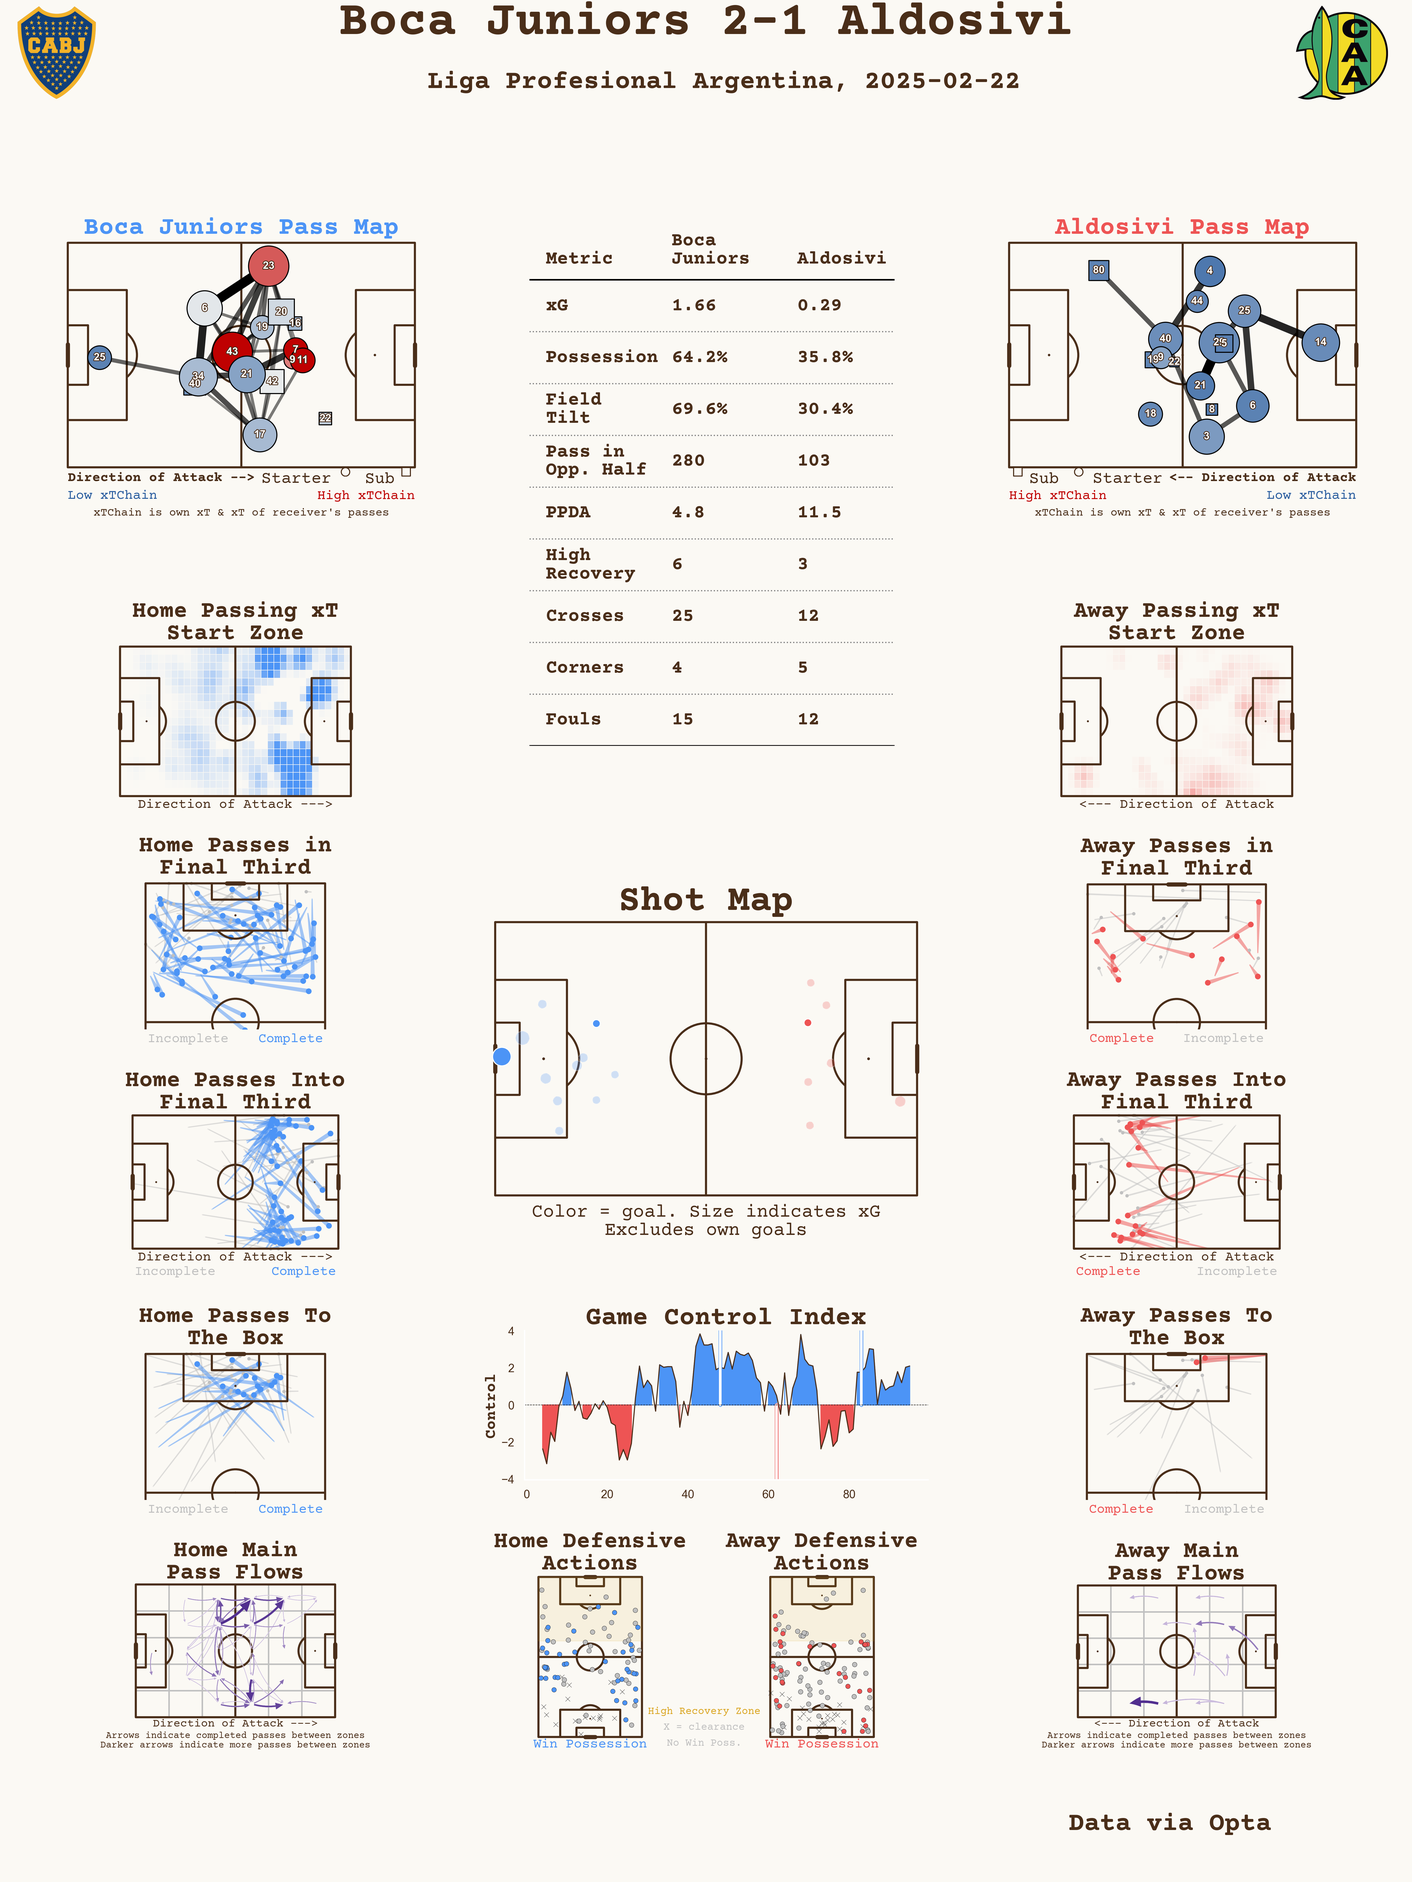 Boca Juniors 2-1 Aldosivi
Liga Profesional Argentina, 2025-02-22
CABJ
C
A
A
Boca Juniors Pass Map
23
6
20
16
19
43
7
9
11
25
34
40
21
42
22
17
Direction of Attack --> Starter Sub
Low xTChain High xTChain
xTChain is own xT & xT of receiver's passes
Metric Boca Juniors Aldosivi
xG 1.66 0.29
Possession 64.2% 35.8%
Field Tilt 69.6% 30.4%
Pass in Opp. Half 280 103
PPDA 4.8 11.5
High Recovery 6 3
Crosses 25 12
Corners 4 5
Fouls 15 12
Aldosivi Pass Map
80
4
44
25
40
5
14
19
9
22
21
6
18
8
3
Sub Starter <-- Direction of Attack
High xTChain Low xTChain
xTChain is own xT & xT of receiver's passes
Home Passing xT
Start Zone
Direction of Attack --->
Away Passing xT
Start Zone
<--- Direction of Attack
Home Passes in
Final Third
Incomplete Complete
Away Passes in
Final Third
Complete Incomplete
Shot Map
Color = goal. Size indicates xG
Excludes own goals
Home Passes Into
Final Third
Direction of Attack --->
Incomplete Complete
Away Passes Into
Final Third
<--- Direction of Attack
Complete Incomplete
Home Passes To
The Box
Incomplete Complete
Game Control Index
Control
4
2
0
−2
−4
0 20 40 60 80
Away Passes To
The Box
Complete Incomplete
Home Main
Pass Flows
Direction of Attack --->
Arrows indicate completed passes between zones
Darker arrows indicate more passes between zones
Home Defensive
Actions
Win Possession
High Recovery Zone
X = clearance
No Win Poss.
Away Defensive
Actions
Win Possession
Away Main
Pass Flows
<--- Direction of Attack
Arrows indicate completed passes between zones
Darker arrows indicate more passes between zones
Data via Opta